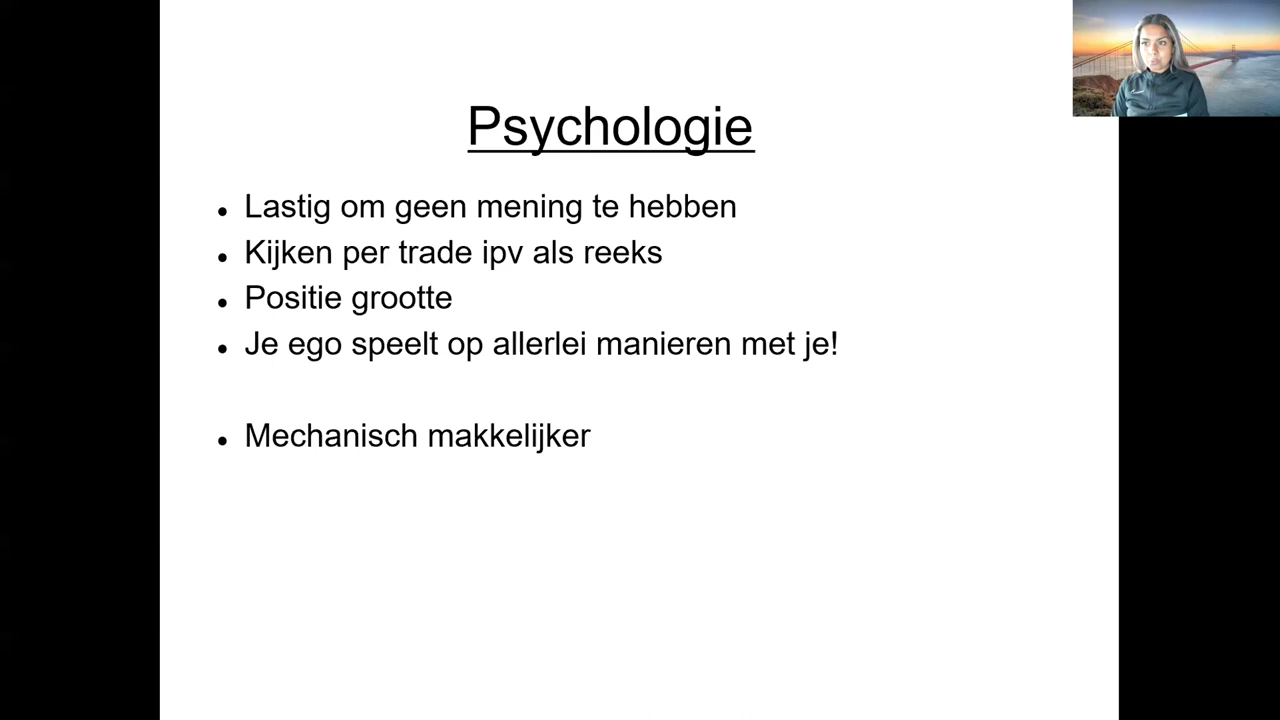 Psychologie
Lastig om geen mening te hebben
Kijken per trade ipv als reeks
Positie grootte
Je ego speelt op allerlei manieren met je!
Mechanisch makkelijker